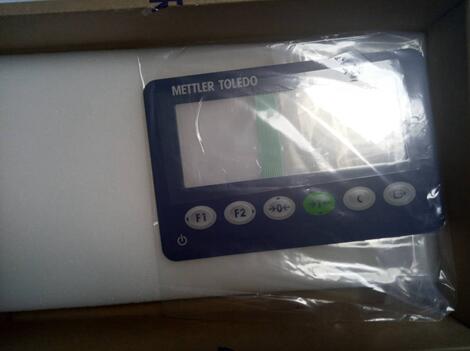 METTLER TOLEDO
F1 F2 →0← →T← C